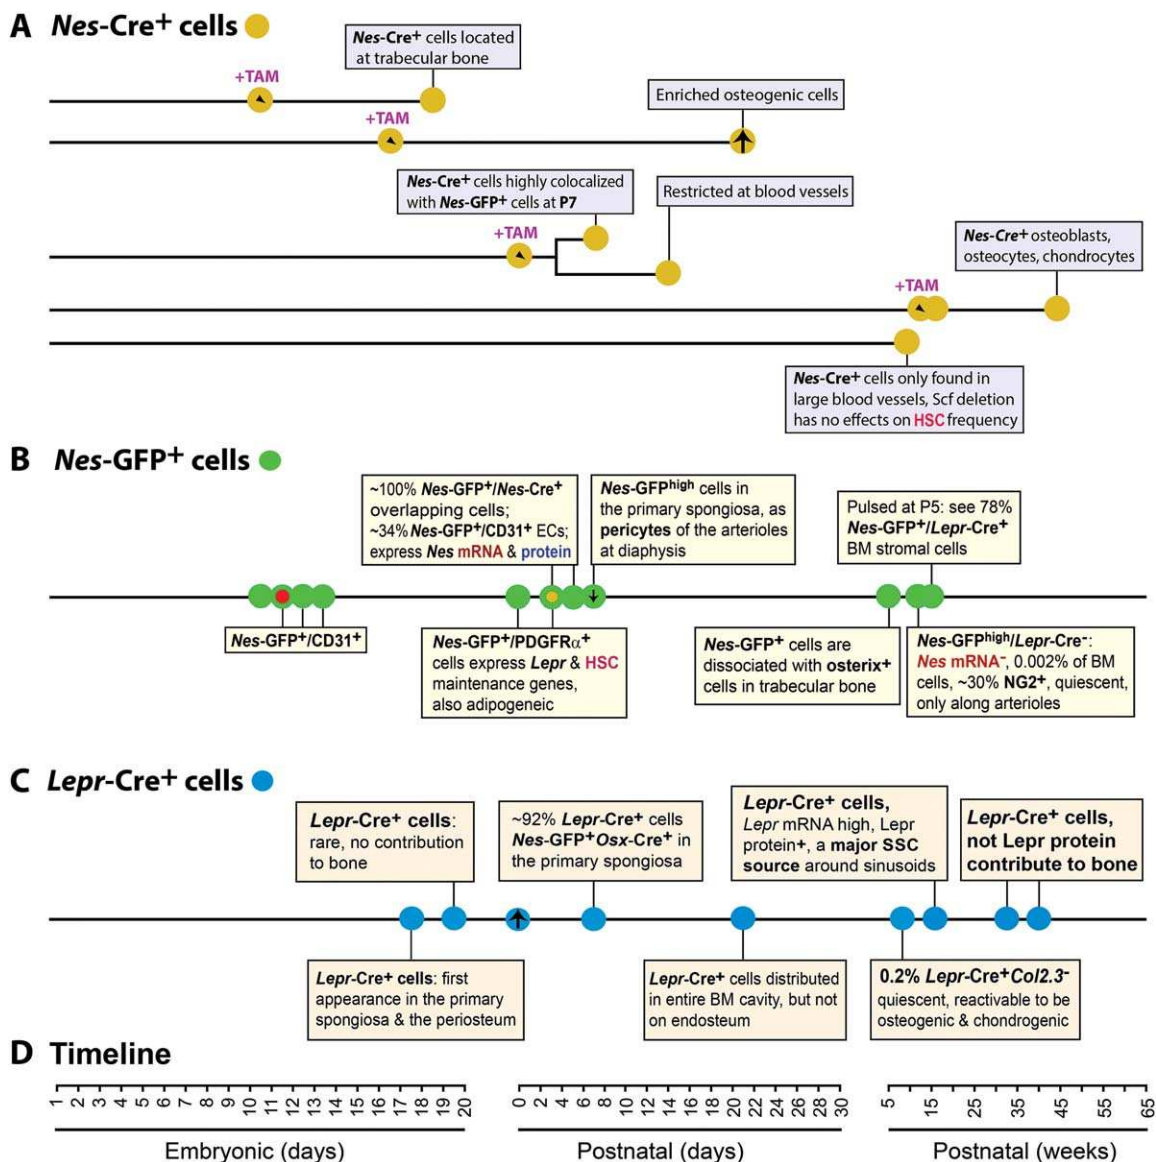 A Nes-Cre+ cells
Nes-Cre+ cells located
at trabecular bone
+TAM
Enriched osteogenic cells
+TAM
Nes-Cre+ cells highly colocalized
with Nes-GFP+ cells at P7
Restricted at blood vessels
+TAM
Nes-Cre+ osteoblasts,
osteocytes, chondrocytes
+TAM
Nes-Cre+ cells only found in
large blood vessels, Scf deletion
has no effects on HSC frequency
B Nes-GFP+ cells
~100% Nes-GFP+/Nes-Cre+
overlapping cells;
~34% Nes-GFP+/CD31+ ECs;
express Nes mRNA & protein
Nes-GFPhigh cells in
the primary spongiosa, as
pericytes of the arterioles
at diaphysis
Pulsed at P5: see 78%
Nes-GFP+/Lepr-Cre+
BM stromal cells
Nes-GFP+/CD31+
Nes-GFP+/PDGFRα+
cells express Lepr & HSC
maintenance genes,
also adipogeneic
Nes-GFP+ cells are
dissociated with osterix+
cells in trabecular bone
Nes-GFPhigh/Lepr-Cre-:
Nes mRNA-, 0.002% of BM
cells, ~30% NG2+, quiescent,
only along arterioles
C Lepr-Cre+ cells
Lepr-Cre+ cells:
rare, no contribution
to bone
~92% Lepr-Cre+ cells
Nes-GFP+Osx-Cre+ in
the primary spongiosa
Lepr-Cre+ cells,
Lepr mRNA high, Lepr
protein+, a major SSC
source around sinusoids
Lepr-Cre+ cells,
not Lepr protein
contribute to bone
Lepr-Cre+ cells: first
appearance in the primary
spongiosa & the periosteum
Lepr-Cre+ cells distributed
in entire BM cavity, but not
on endosteum
0.2% Lepr-Cre+Col2.3-
quiescent, reactivable to be
osteogenic & chondrogenic
D Timeline
1 2 3 4 5 6 7 8 9 10 11 12 13 14 15 16 17 18 19 20
0 2 4 6 8 10 12 14 16 18 20 22 24 26 28 30
5 15 25 35 45 55 65
Embryonic (days)
Postnatal (days)
Postnatal (weeks)